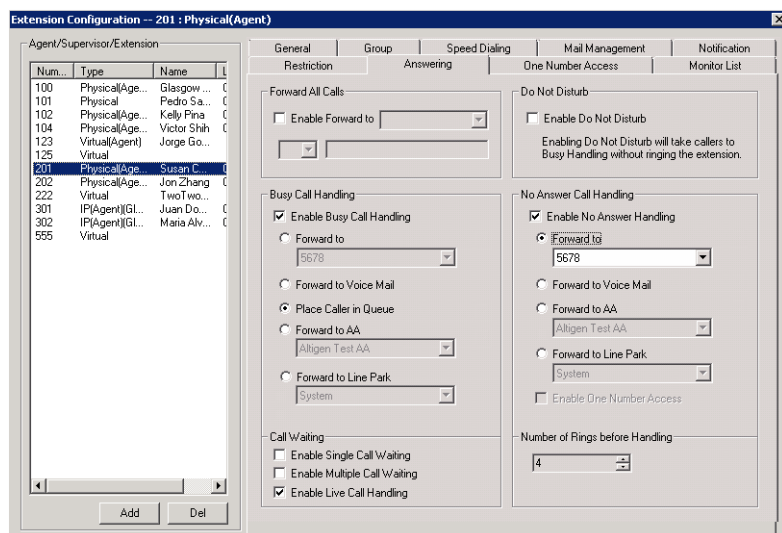 Extension Configuration -- 201 : Physical(Agent)
Agent/Supervisor/Extension
Num... Type Name L
100 Physical(Age... Glasgow ... 0
101 Physical Pedro Sa... 0
102 Physical(Age... Kelly Pina 0
104 Physical(Age... Victor Shih 0
123 Virtual(Agent) Jorge Go...
125 Virtual
201 Physical(Age... Susan C... 0
202 Physical(Age... Jon Zhang 0
222 Virtual TwoTwo...
301 IP(Agent)(Gl... Juan Do... 0
302 IP(Agent)(Gl... Maria Alv... 0
555 Virtual
Add Del
General Group Speed Dialing Mail Management Notification
Restriction Answering One Number Access Monitor List
Forward All Calls
Enable Forward to
Do Not Disturb
Enable Do Not Disturb
Enabling Do Not Disturb will take callers to
Busy Handling without ringing the extension.
Busy Call Handling
Enable Busy Call Handling
Forward to
5678
Forward to Voice Mail
Place Caller in Queue
Forward to AA
Altigen Test AA
Forward to Line Park
System
No Answer Call Handling
Enable No Answer Handling
Forward to
5678
Forward to Voice Mail
Forward to AA
Altigen Test AA
Forward to Line Park
System
Enable One Number Access
Call Waiting
Enable Single Call Waiting
Enable Multiple Call Waiting
Enable Live Call Handling
Number of Rings before Handling
4